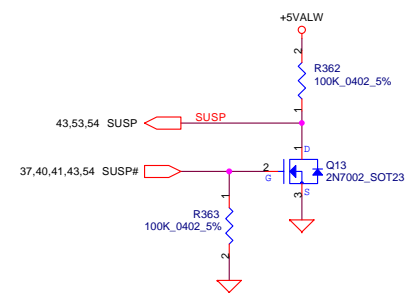 +5VALW
2
R362
100K_0402_5%
1
43,53,54 SUSP
SUSP
1
D
Q13
2N7002_SOT23
37,40,41,43,54 SUSP#
2
G
S
3
1
R363
100K_0402_5%
2